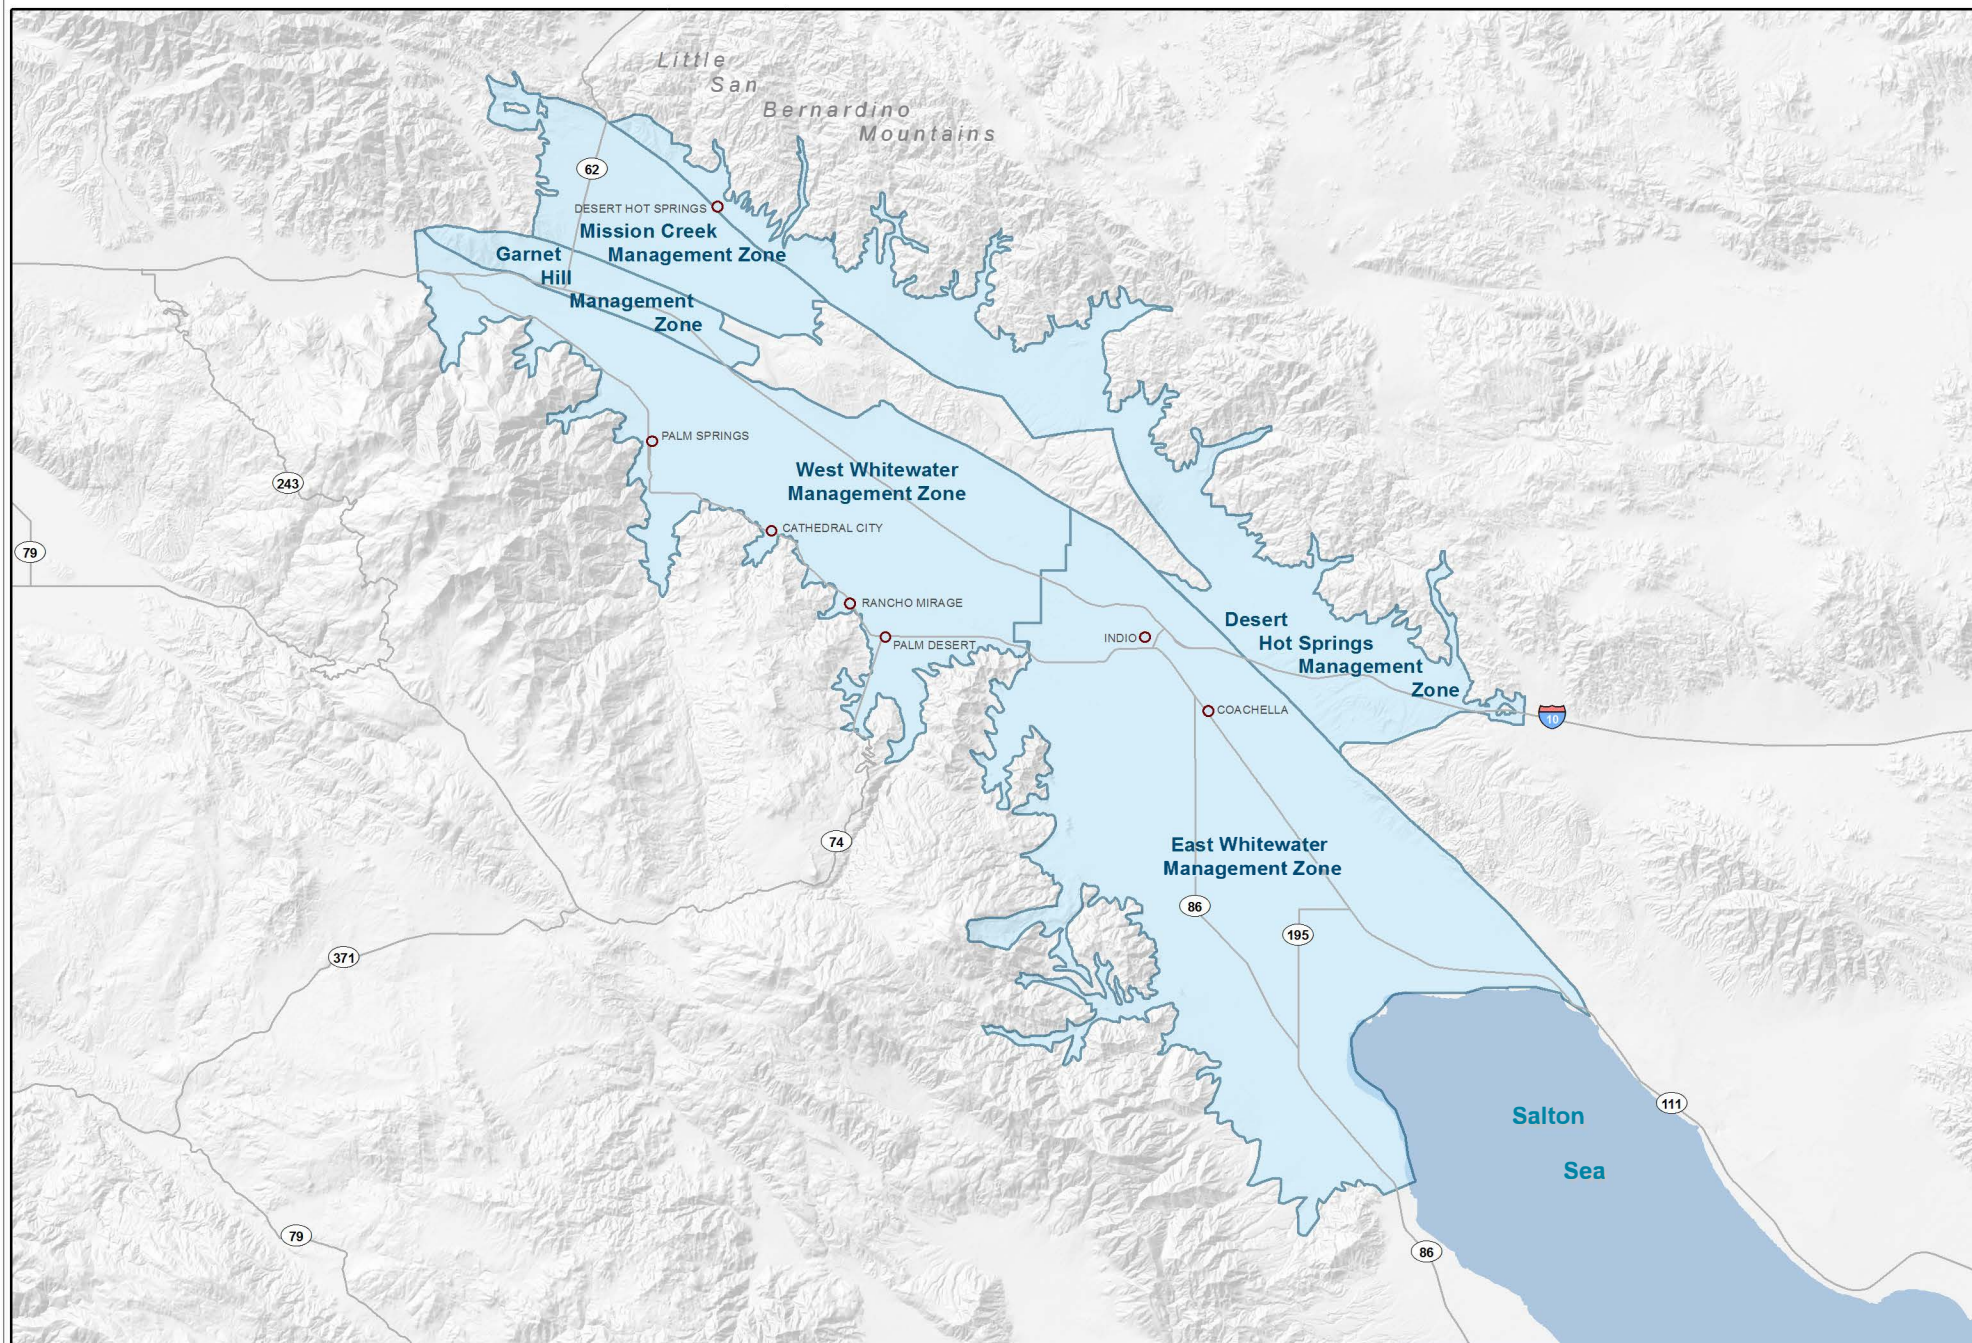 Little
San
Bernardino
Mountains
62
DESERT HOT SPRINGS
Mission Creek
Management Zone
Garnet
Hill
Management
Zone
PALM SPRINGS
West Whitewater
Management Zone
243
CATHEDRAL CITY
79
RANCHO MIRAGE
PALM DESERT
INDIO
Desert
Hot Springs
Management
Zone
COACHELLA
10
74
East Whitewater
Management Zone
86
195
371
Salton
Sea
111
79
86